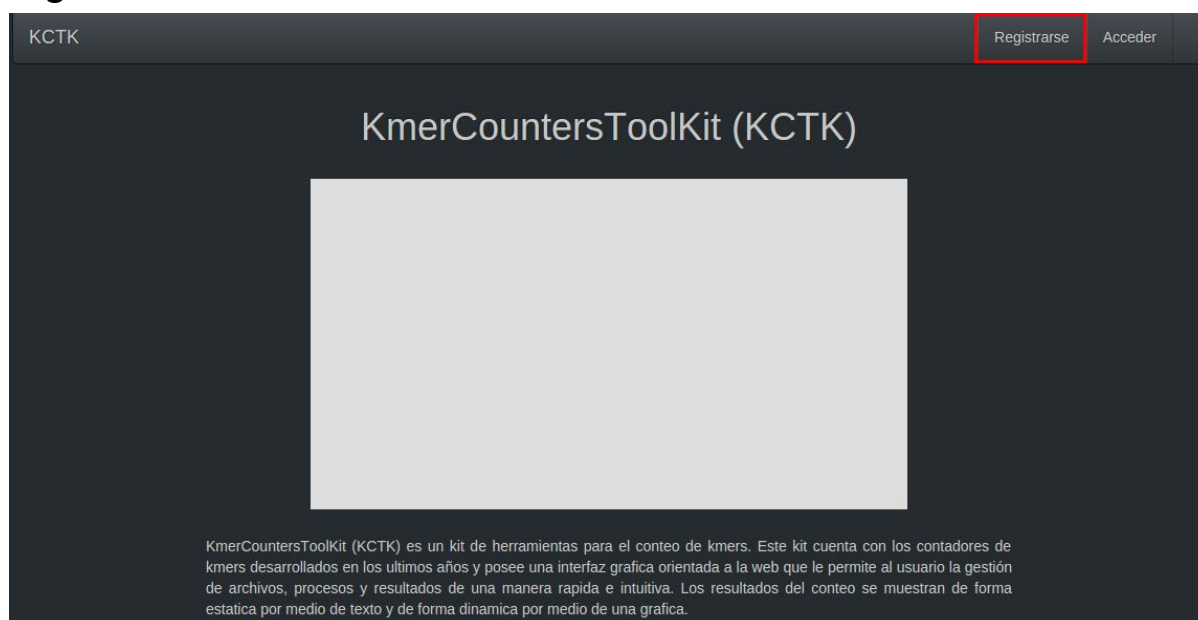 KCTK
Registrarse
Acceder
KmerCountersToolKit (KCTK)
KmerCountersToolKit (KCTK) es un kit de herramientas para el conteo de kmers. Este kit cuenta con los contadores de
kmers desarrollados en los ultimos años y posee una interfaz grafica orientada a la web que le permite al usuario la gestión
de archivos, procesos y resultados de una manera rapida e intuitiva. Los resultados del conteo se muestran de forma
estatica por medio de texto y de forma dinamica por medio de una grafica.